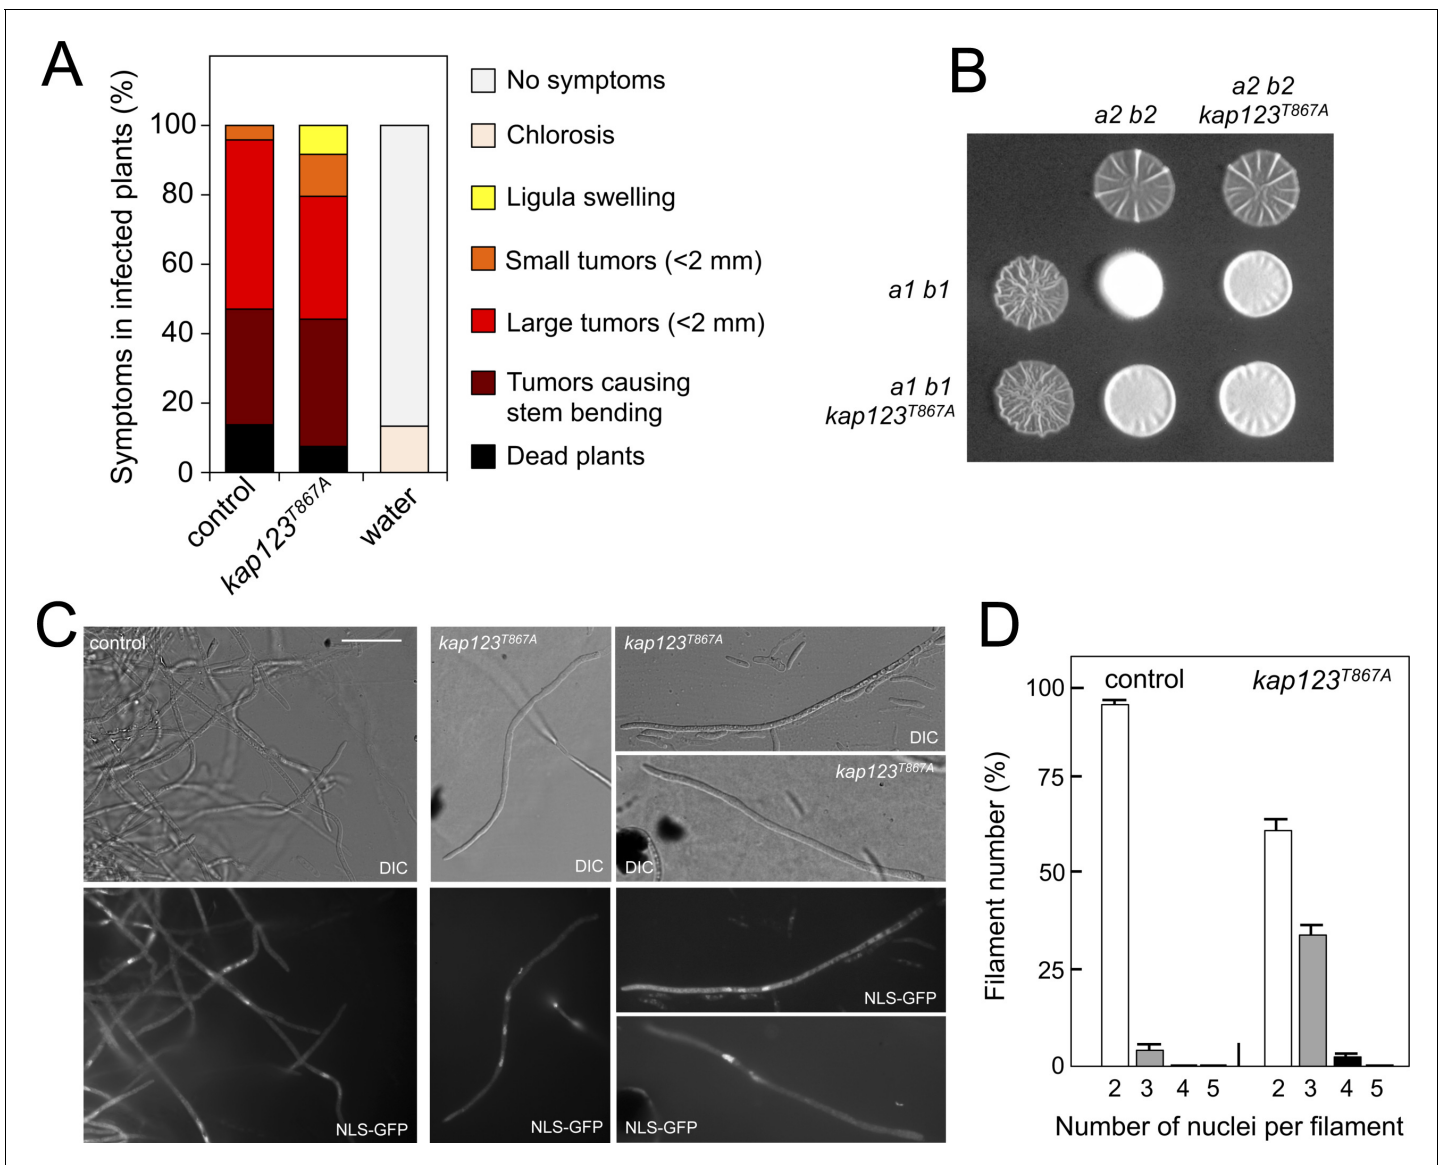 A
Symptoms in infected plants (%)
100
80
60
40
20
0
control
kap123T867A
water
No symptoms
Chlorosis
Ligula swelling
Small tumors (<2 mm)
Large tumors (<2 mm)
Tumors causing
stem bending
Dead plants
B
a2 b2
a2 b2
kap123T867A
a1 b1
a1 b1
kap123T867A
C
control
DIC
kap123T867A
DIC
kap123T867A
DIC
kap123T867A
DIC
NLS-GFP
NLS-GFP
NLS-GFP
NLS-GFP
D
Filament number (%)
100
75
50
25
0
control
kap123T867A
2 3 4 5 2 3 4 5
Number of nuclei per filament